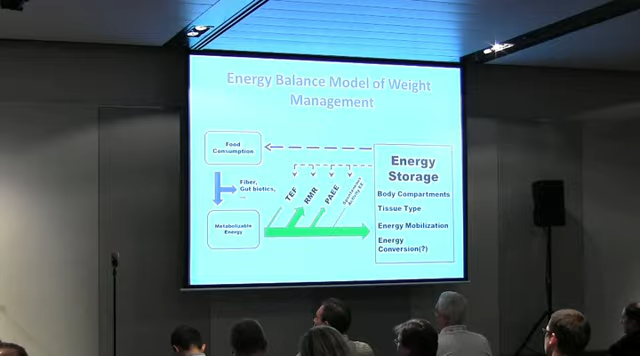 Energy Balance Model of Weight
Management
Food
Consumption
Fiber,
Gut biotics,
...
Metabolizable
Energy
TEF
RMR
PAEE
Spontaneous
Energy
Storage
Body Compartments
Tissue Type
Energy Mobilization
Energy
Conversion(?)